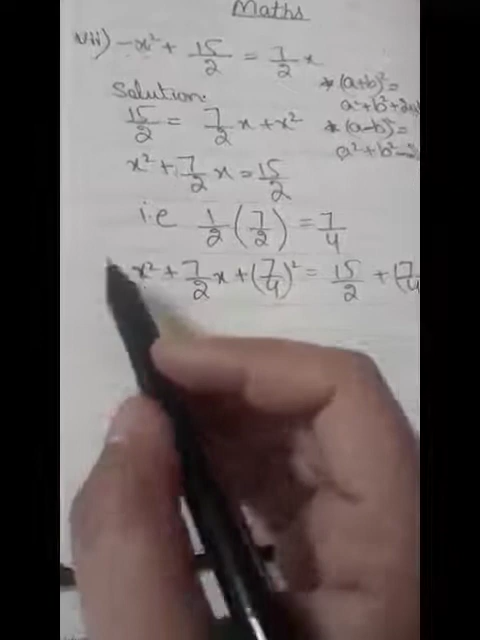 Maths
vii) -x² + 15/2 = 7/2 x
Solution:
* (a+b)² =
a²+b²+2
15/2 = 7/2 x + x²
* (a-b)² =
a²+b²-2
x² + 7/2 x = 15/2
i.e 1/2 (7/2) = 7/4
x² + 7/2 x + (7/4)² = 15/2 + (7/4